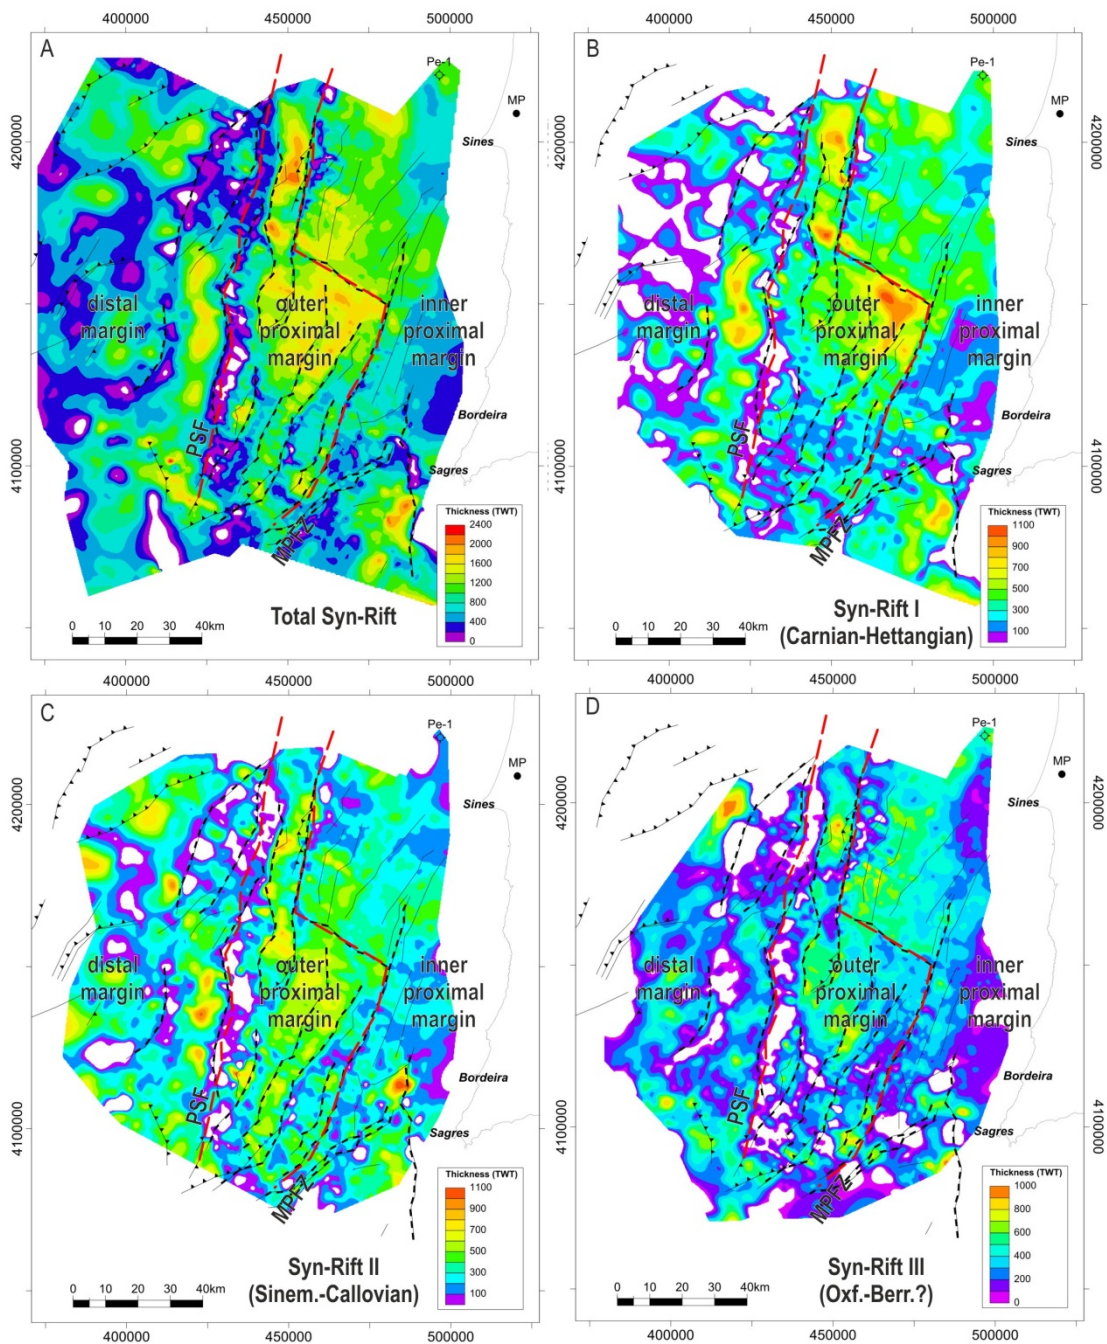 400000 450000 500000
400000 450000 500000
A
Pe-1
MP
Sines
4200000
distal
margin
outer
proximal
margin
inner
proximal
margin
PSF
Bordeira
Sagres
4100000
MPFZ
Thickness (TWT)
2400
2000
1600
1200
800
400
0
Total Syn-Rift
0 10 20 30 40km
B
Pe-1
MP
Sines
4200000
distal
margin
outer
proximal
margin
inner
proximal
margin
PSF
Bordeira
Sagres
4100000
MPFZ
Thickness (TWT)
1100
900
700
500
300
100
Syn-Rift I
(Carnian-Hettangian)
0 10 20 30 40km
400000 450000 500000
400000 450000 500000
C
Pe-1
MP
Sines
4200000
distal
margin
outer
proximal
margin
inner
proximal
margin
PSF
Bordeira
Sagres
4100000
MPFZ
Thickness (TWT)
1100
900
700
500
300
100
Syn-Rift II
(Sinem.-Callovian)
0 10 20 30 40km
D
Pe-1
MP
Sines
4200000
distal
margin
outer
proximal
margin
inner
proximal
margin
PSF
Bordeira
Sagres
4100000
MPFZ
Thickness (TWT)
1000
800
600
400
200
0
Syn-Rift III
(Oxf.-Berr.?)
0 10 20 30 40km
400000 450000 500000
400000 450000 500000